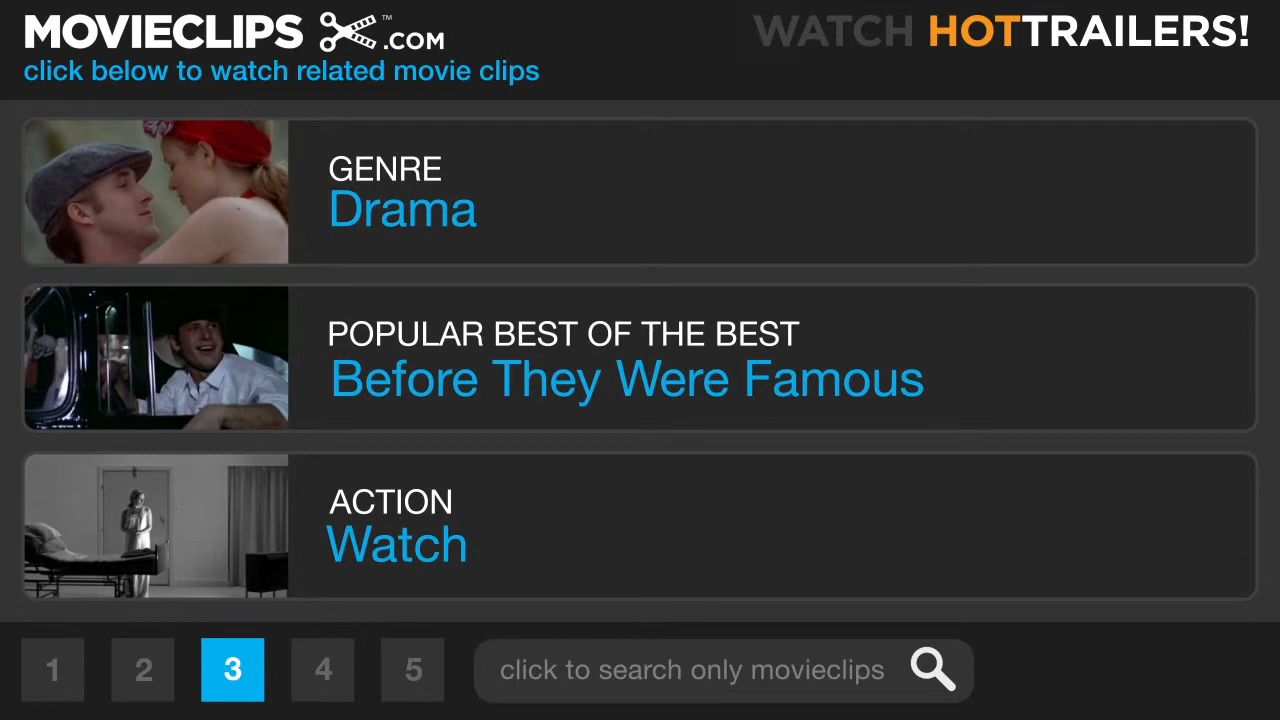 MOVIECLIPS ™.COM
WATCH HOTTRAILERS!
click below to watch related movie clips
GENRE
Drama
POPULAR BEST OF THE BEST
Before They Were Famous
ACTION
Watch
1 2 3 4 5
click to search only movieclips